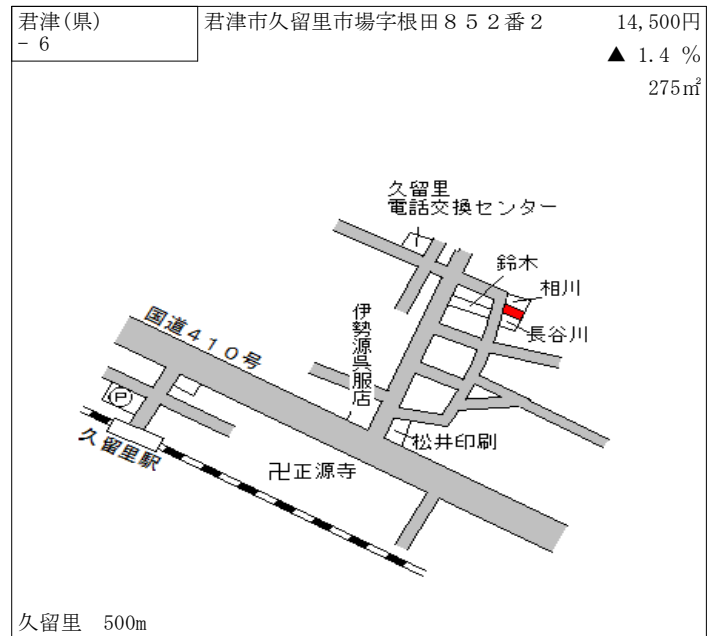 君津(県)
- 6
君津市久留里市場字根田８５２番２
14,500円
▲ 1.4 %
275㎡
久留里
電話交換センター
鈴木
相川
長谷川
伊勢源呉服店
国道４１０号
P
久留里駅
松井印刷
卍正源寺
久留里 500m